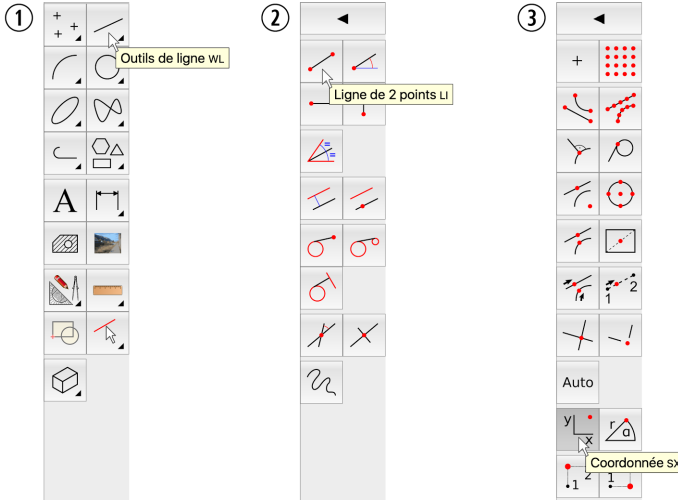 1
Outils de ligne WL
A
2
Ligne de 2 points LI
=
=
3
1 2
Auto
y
x
r
a
Coordonnée SX
1
2
1